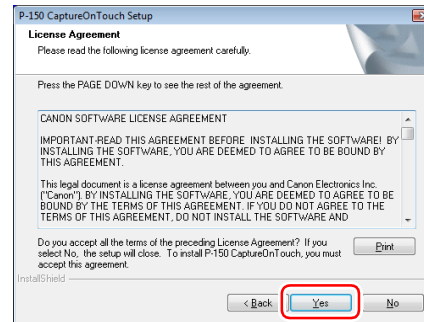 P-150 CaptureOnTouch Setup
License Agreement
Please read the following license agreement carefully.
Press the PAGE DOWN key to see the rest of the agreement.
CANON SOFTWARE LICENSE AGREEMENT
IMPORTANT-READ THIS AGREEMENT BEFORE INSTALLING THE SOFTWARE! BY
INSTALLING THE SOFTWARE, YOU ARE DEEMED TO AGREE TO BE BOUND BY
THIS AGREEMENT.
This legal document is a license agreement between you and Canon Electronics Inc.
("Canon"). BY INSTALLING THE SOFTWARE, YOU ARE DEEMED TO AGREE TO BE
BOUND BY THE TERMS OF THIS AGREEMENT. IF YOU DO NOT AGREE TO THE
TERMS OF THIS AGREEMENT, DO NOT INSTALL THE SOFTWARE AND
Do you accept all the terms of the preceding License Agreement? If you
select No, the setup will close. To install P-150 CaptureOnTouch, you must
accept this agreement.
Print
InstallShield
< Back
Yes
No